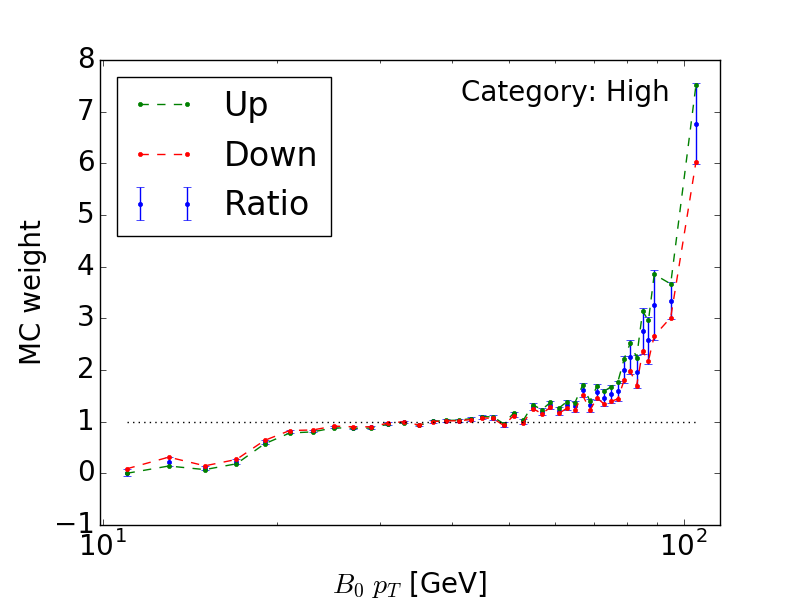 8
7
6
5
4
3
2
1
0
−1
Up
Down
Ratio
Category: High
MC weight
10¹
10²
B₀ p_T [GeV]